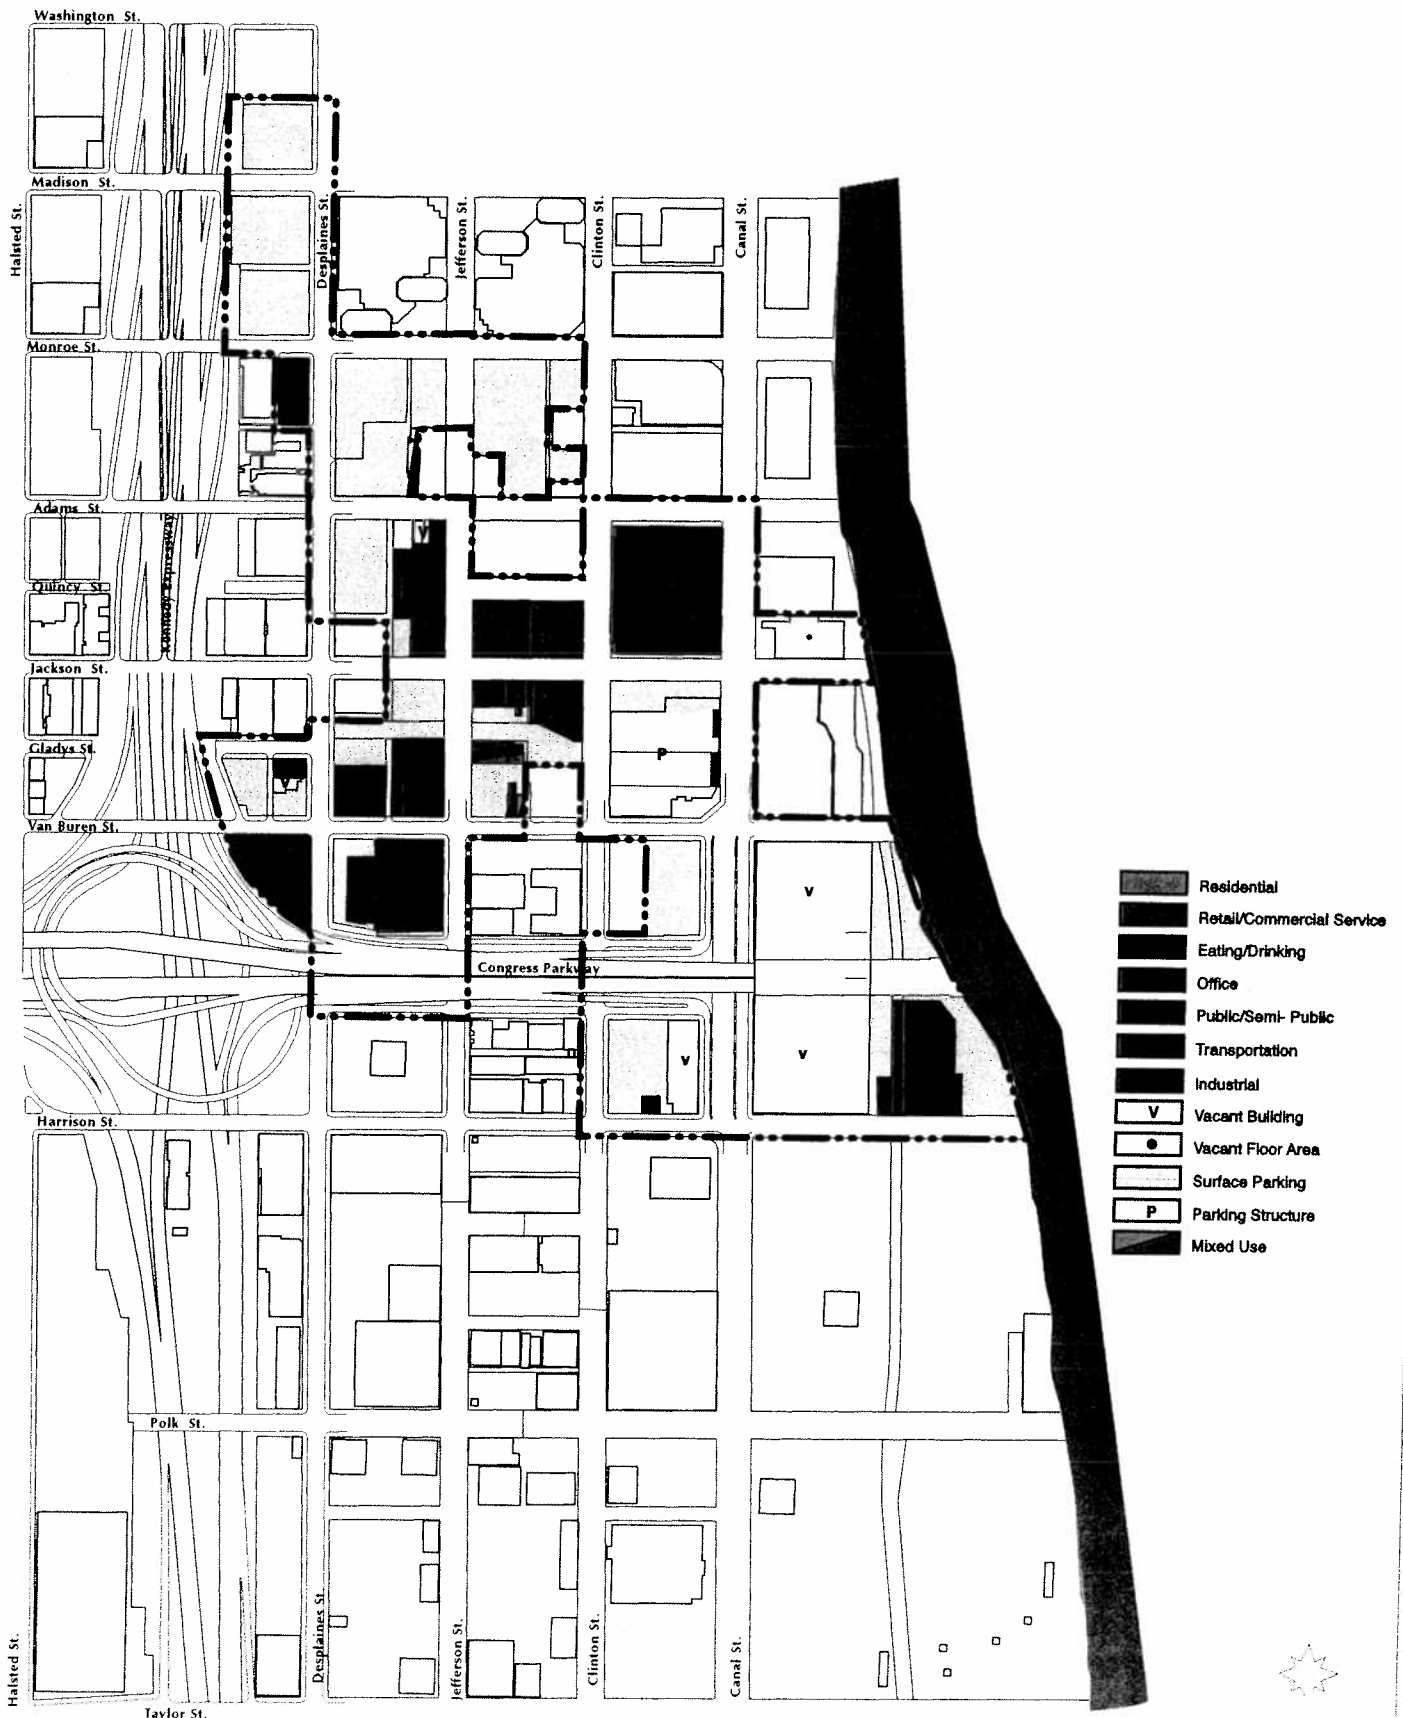 Washington St.
Madison St.
Halsted St.
Desplaines St.
Jefferson St.
Clinton St.
Canal St.
Monroe St.
Adams St.
Kennedy Expressway
V
Quincy St.
Jackson St.
Gladys St.
P
V
Van Buren St.
V
Congress Parkway
V
V
Harrison St.
Residential
Retail/Commercial Service
Eating/Drinking
Office
Public/Semi- Public
Transportation
Industrial
V Vacant Building
Vacant Floor Area
Surface Parking
P Parking Structure
Mixed Use
Polk St.
Halsted St.
Desplaines St.
Jefferson St.
Clinton St.
Canal St.
Taylor St.